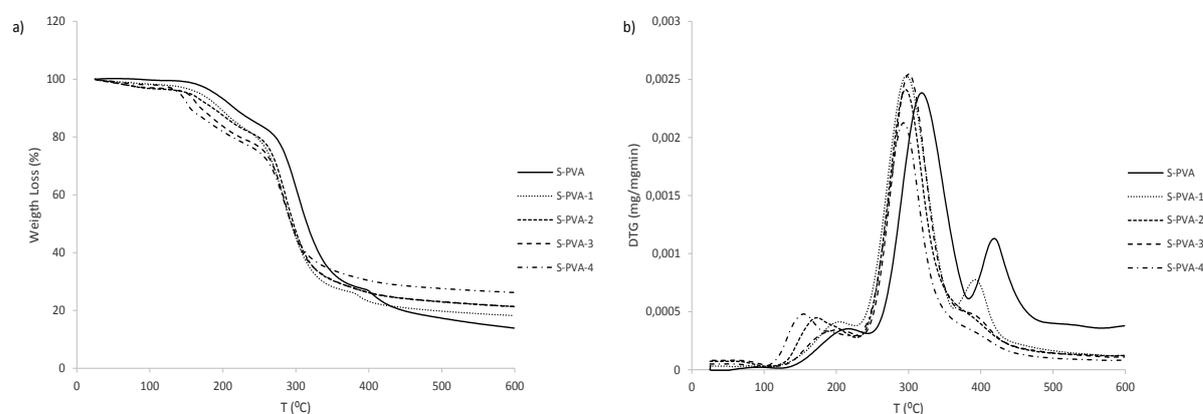 a)
120
100
80
60
40
20
0
0 100 200 300 400 500 600
Weigth Loss (%)
T (⁰C)
S-PVA
S-PVA-1
S-PVA-2
S-PVA-3
S-PVA-4
b)
0,003
0,0025
0,002
0,0015
0,001
0,0005
0
0 100 200 300 400 500 600
DTG (mg/mgmin)
T (⁰C)
S-PVA
S-PVA-1
S-PVA-2
S-PVA-3
S-PVA-4